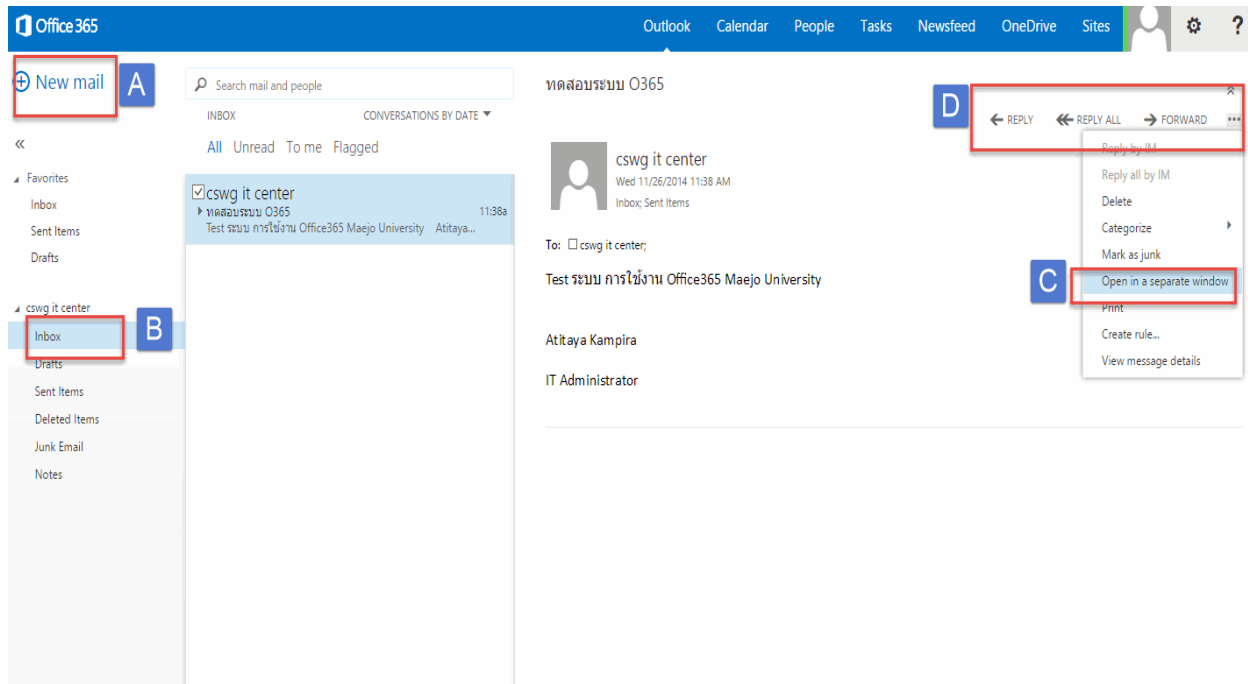 Office 365
Outlook Calendar People Tasks Newsfeed OneDrive Sites ?
New mail
A
«
Favorites
Inbox
Sent Items
Drafts
cswg it center
Inbox
B
Drafts
Sent Items
Deleted Items
Junk Email
Notes
Search mail and people
INBOX CONVERSATIONS BY DATE
All Unread To me Flagged
cswg it center
ทดสอบระบบ O365 11:38a
Test ระบบ การใช้งาน Office365 Maejo University Atitaya...
ทดสอบระบบ O365
D
REPLY REPLY ALL FORWARD ...
cswg it center
Wed 11/26/2014 11:38 AM
Inbox; Sent Items
To: cswg it center;
Test ระบบ การใช้งาน Office365 Maejo University
Atitaya Kampira
IT Administrator
Reply by IM
Reply all by IM
Delete
Categorize
Mark as junk
C
Open in a separate window
Print
Create rule...
View message details